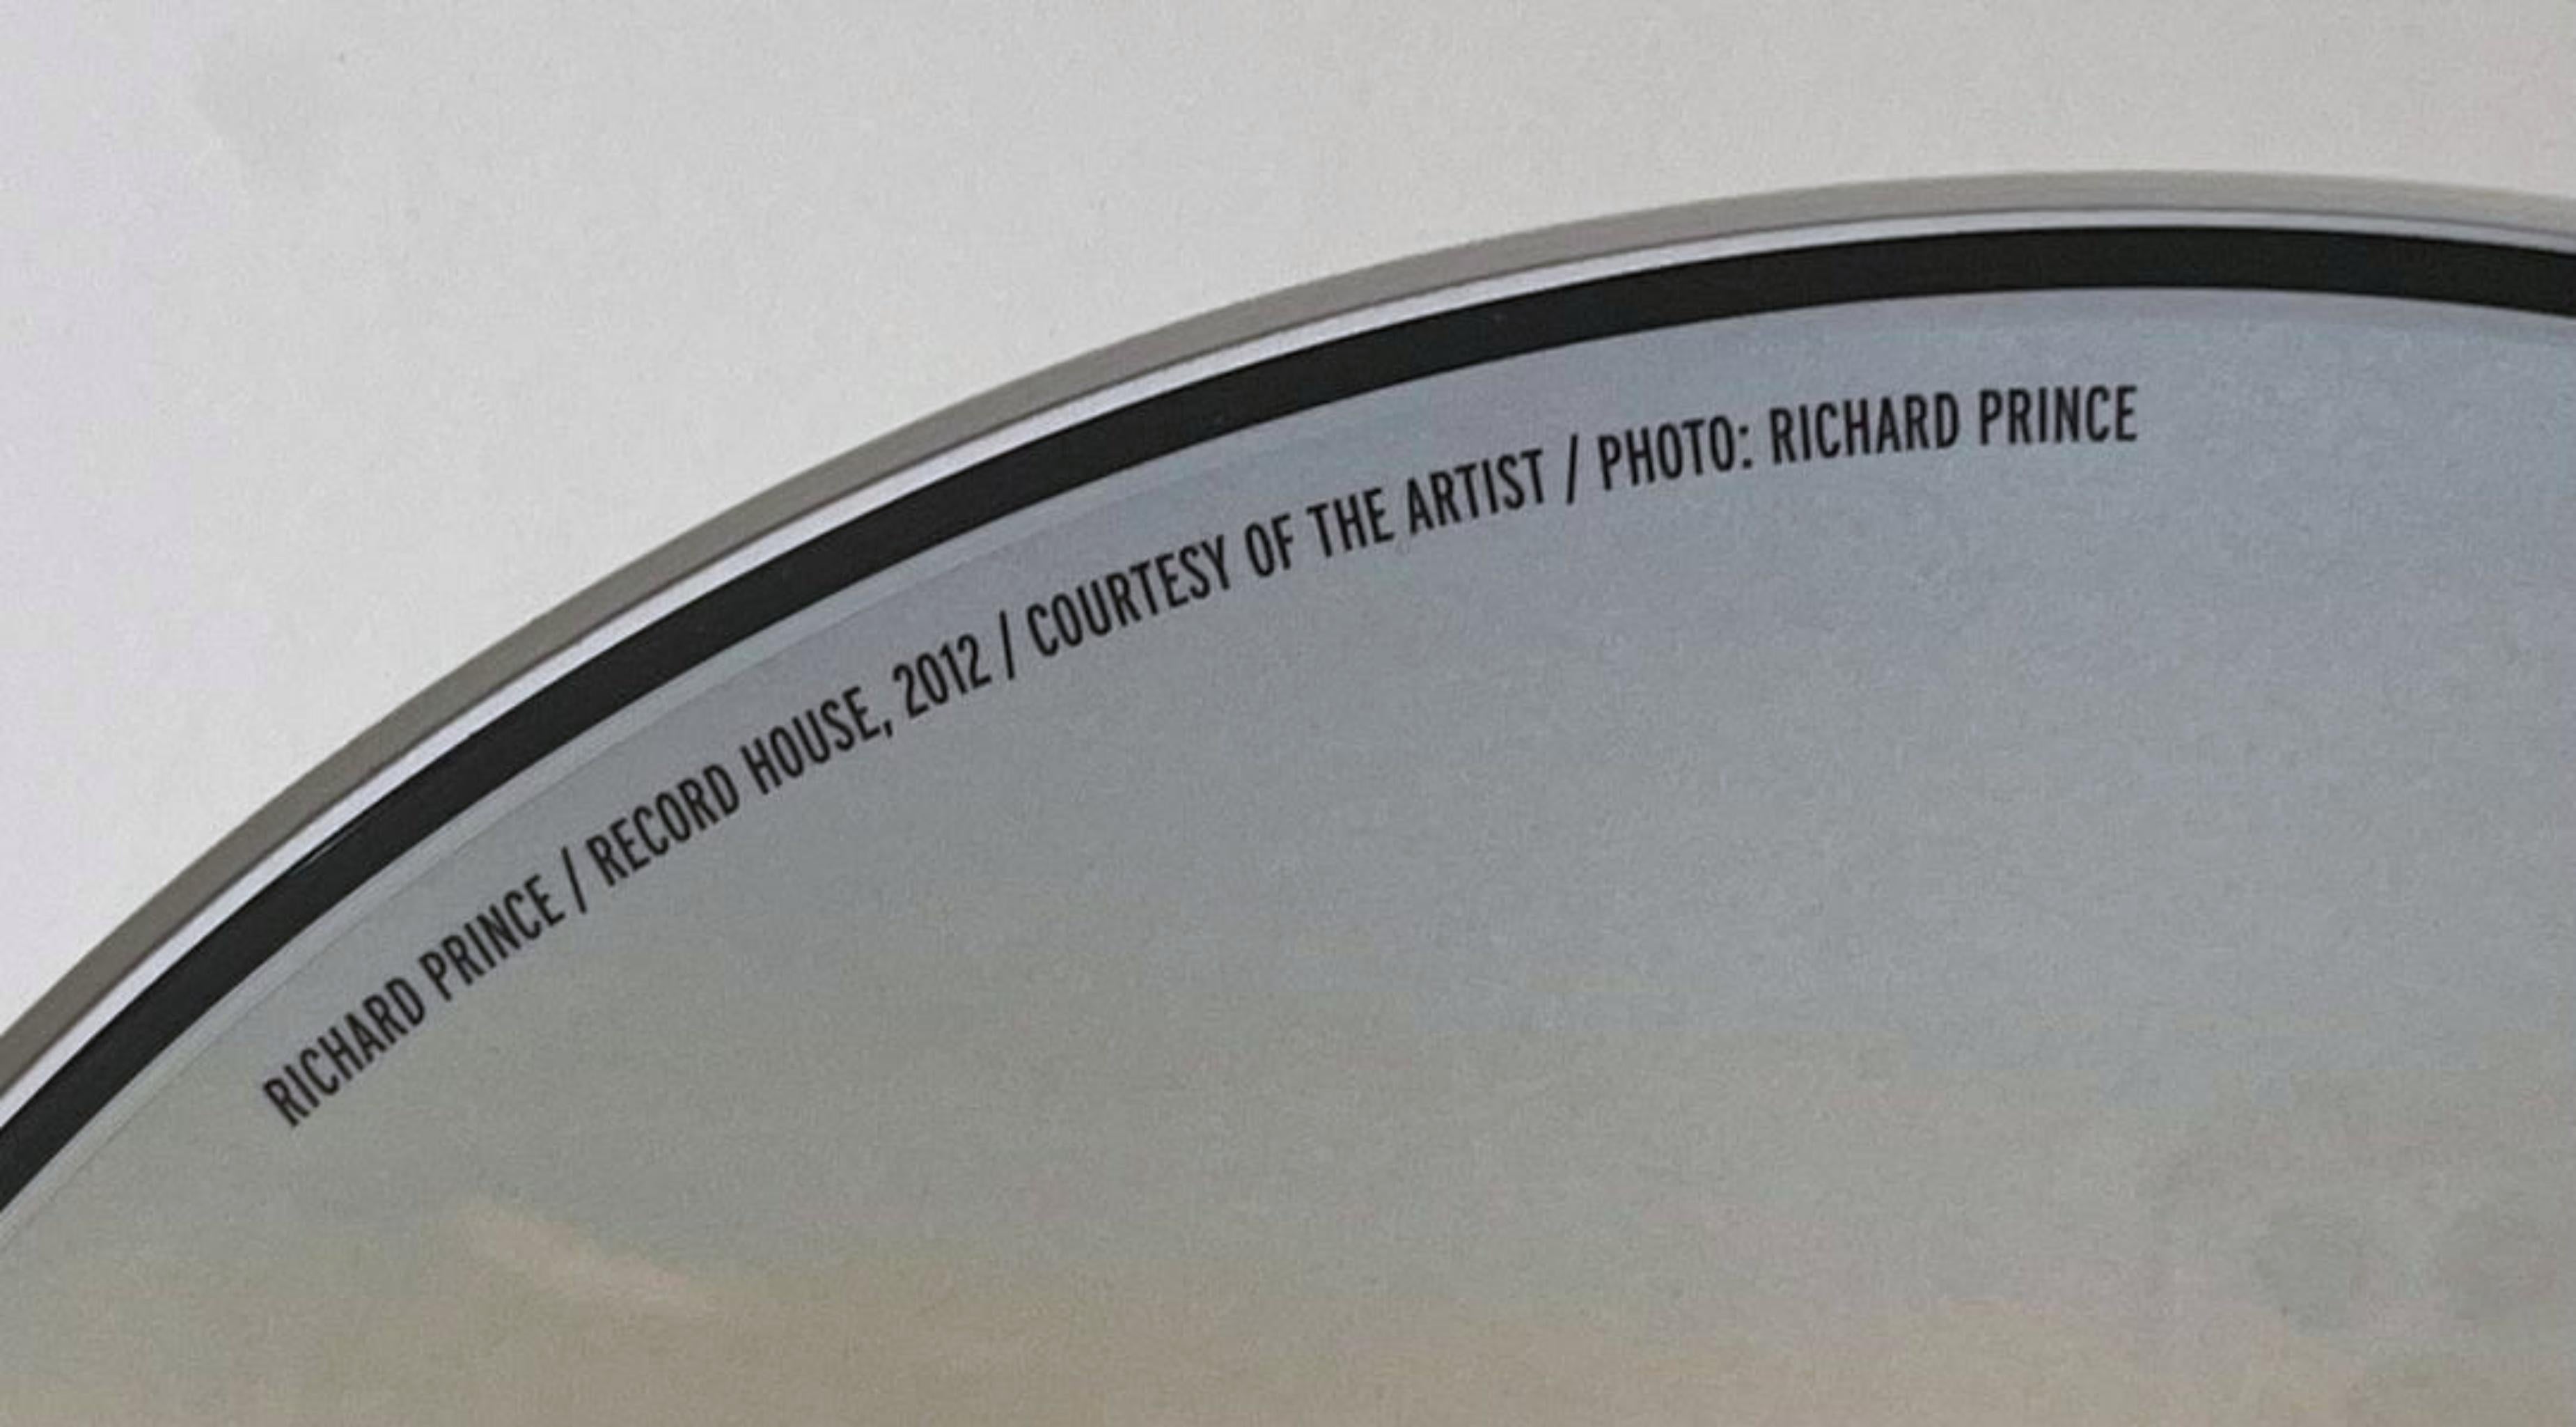 RICHARD PRINCE / RECORD HOUSE, 2012 / COURTESY OF THE ARTIST / PHOTO: RICHARD PRINCE